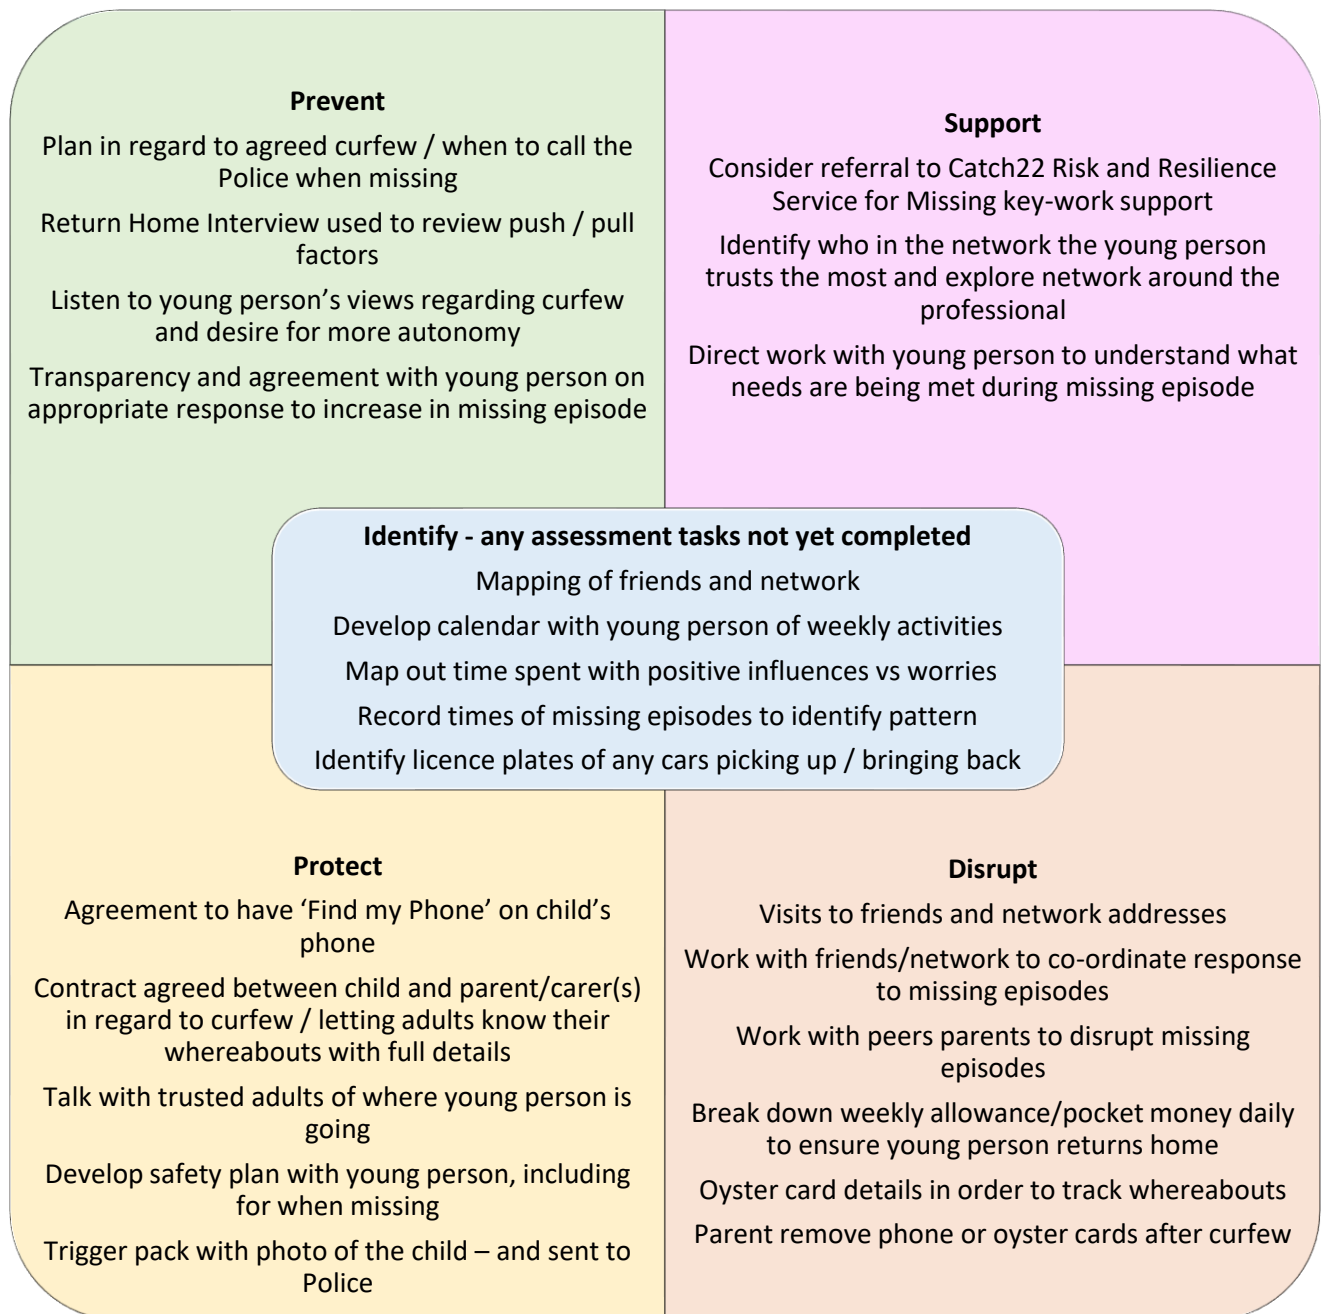 Prevent
Plan in regard to agreed curfew / when to call the
Police when missing
Return Home Interview used to review push / pull
factors
Listen to young person’s views regarding curfew
and desire for more autonomy
Transparency and agreement with young person on
appropriate response to increase in missing episode
Support
Consider referral to Catch22 Risk and Resilience
Service for Missing key-work support
Identify who in the network the young person
trusts the most and explore network around the
professional
Direct work with young person to understand what
needs are being met during missing episode
Identify - any assessment tasks not yet completed
Mapping of friends and network
Develop calendar with young person of weekly activities
Map out time spent with positive influences vs worries
Record times of missing episodes to identify pattern
Identify licence plates of any cars picking up / bringing back
Protect
Agreement to have ‘Find my Phone’ on child’s
phone
Contract agreed between child and parent/carer(s)
in regard to curfew / letting adults know their
whereabouts with full details
Talk with trusted adults of where young person is
going
Develop safety plan with young person, including
for when missing
Trigger pack with photo of the child – and sent to
Police
Disrupt
Visits to friends and network addresses
Work with friends/network to co-ordinate response
to missing episodes
Work with peers parents to disrupt missing
episodes
Break down weekly allowance/pocket money daily
to ensure young person returns home
Oyster card details in order to track whereabouts
Parent remove phone or oyster cards after curfew